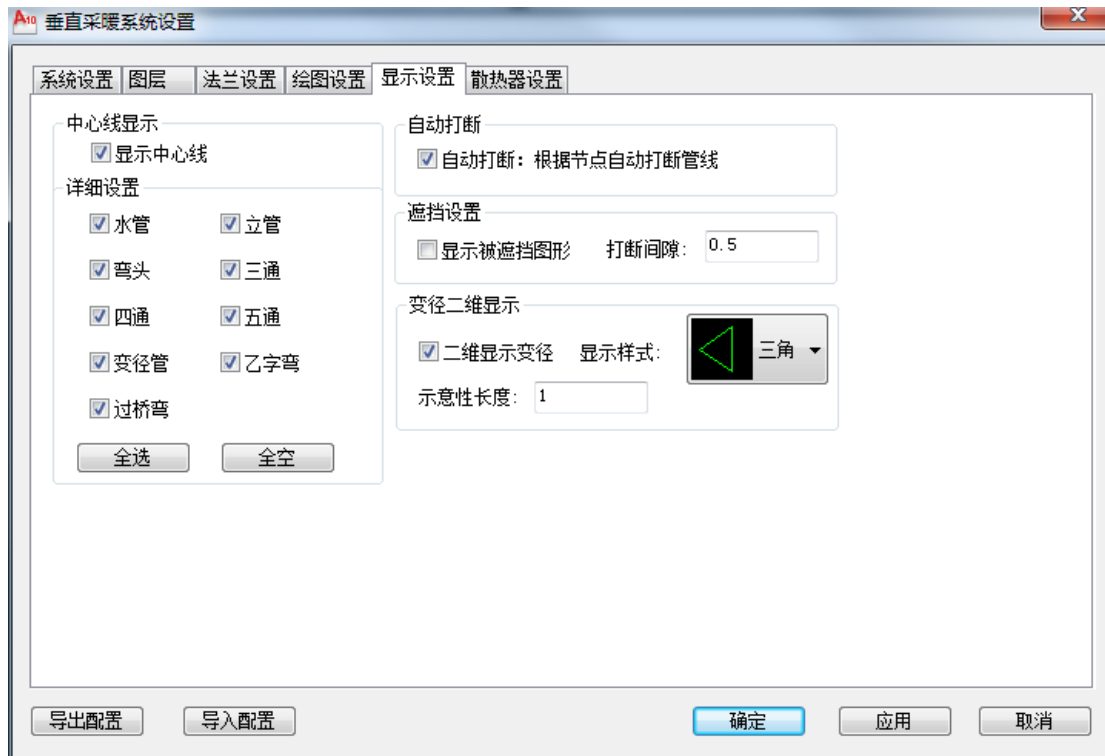 A10 垂直采暖系统设置
系统设置 图层 法兰设置 绘图设置 显示设置 散热器设置
中心线显示
显示中心线
详细设置
水管 立管
弯头 三通
四通 五通
变径管 乙字弯
过桥弯
全选 全空
自动打断
自动打断：根据节点自动打断管线
遮挡设置
显示被遮挡图形 打断间隙： 0.5
变径二维显示
二维显示变径 显示样式： 三角
示意性长度： 1
导出配置 导入配置 确定 应用 取消